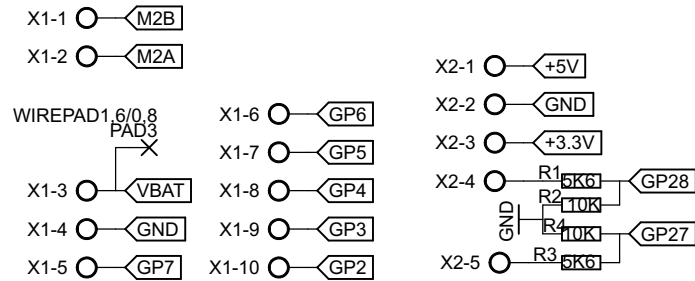 X1-1 M2B
X1-2 M2A
WIREPAD1,6/0,8
PAD3
X1-3 VBAT
X1-4 GND
X1-5 GP7
X1-6 GP6
X1-7 GP5
X1-8 GP4
X1-9 GP3
X1-10 GP2
X2-1 +5V
X2-2 GND
X2-3 +3.3V
X2-4 R1 5K6 GP28
R2 10K
GND
R4 10K GP27
X2-5 R3 5K6